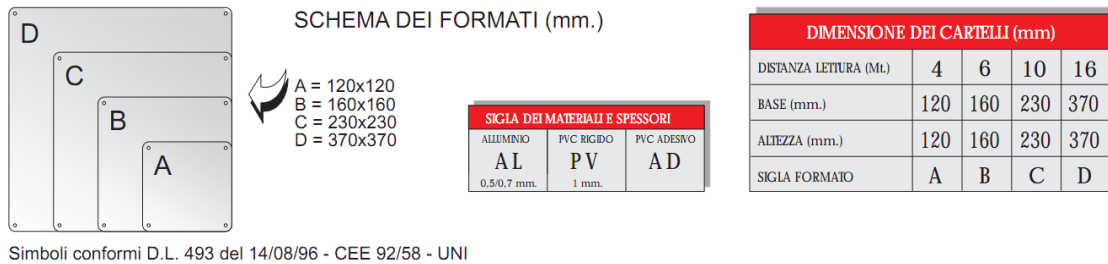 D
C
B
A
SCHEMA DEI FORMATI (mm.)
A = 120x120
B = 160x160
C = 230x230
D = 370x370
SIGLA DEI MATERIALI E SPESSORI
ALLUMINIO PVC RIGIDO PVC ADESIVO
AL PV AD
0,5/0,7 mm. 1 mm.
DIMENSIONE DEI CARTELLI (mm)
DISTANZA LETTURA (Mt.) 4 6 10 16
BASE (mm.) 120 160 230 370
ALTEZZA (mm.) 120 160 230 370
SIGLA FORMATO A B C D
Simboli conformi D.L. 493 del 14/08/96 - CEE 92/58 - UNI